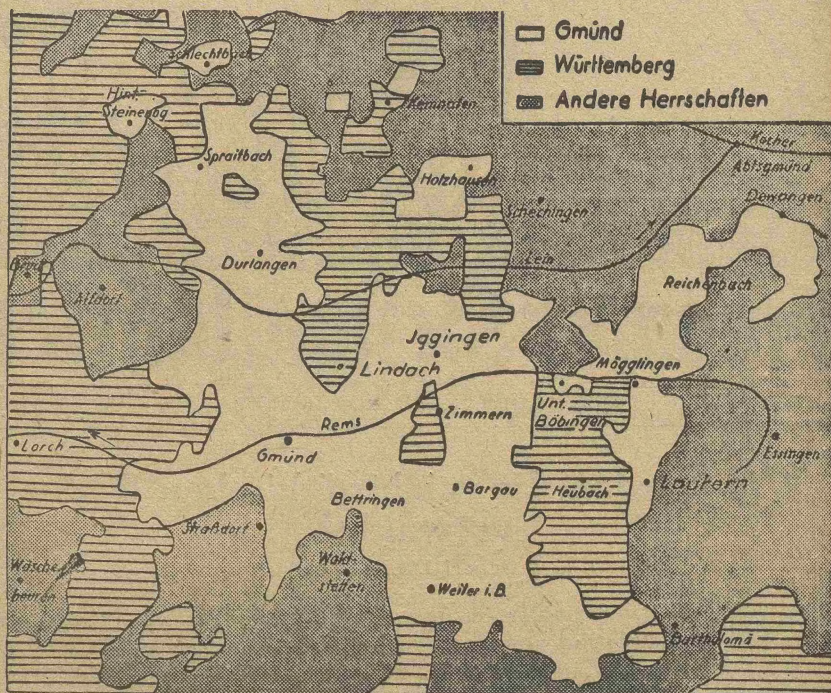 Gmünd
Württemberg
Andere Herrschaften
Schlechtbach
Hint.-
Steinenbg
Kemnaten
Kocher
Spraitbach
Holzhausen
Abtsgmünd
Dewangen
Schechingen
Durlangen
Lein
Reichenbach
Alfdorf
Jggingen
Lindach
Mögglingen
Unt.
Böbingen
Zimmern
Rems
Lorch
Gmünd
Essingen
Bettringen
Bargau
Heubach
Lautern
Straßdorf
Wäsche
beuren
Wald-
stetten
Weiler i.B.
Bartholomä